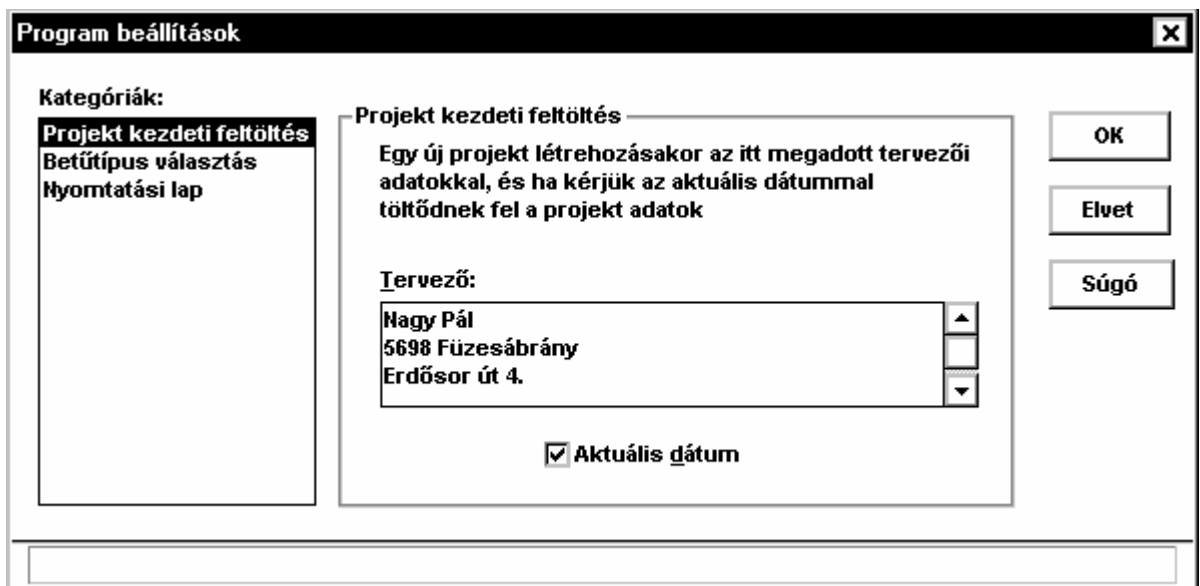 Program beállítások
Kategóriák:
Projekt kezdeti feltöltés
Betűtípus választás
Nyomtatási lap
Projekt kezdeti feltöltés
Egy új projekt létrehozásakor az itt megadott tervezői
adatokkal, és ha kérjük az aktuális dátummal
töltődnek fel a projekt adatok
Tervező:
Nagy Pál
5698 Füzesábrány
Erdősor út 4.
Aktuális dátum
OK
Elvet
Súgó